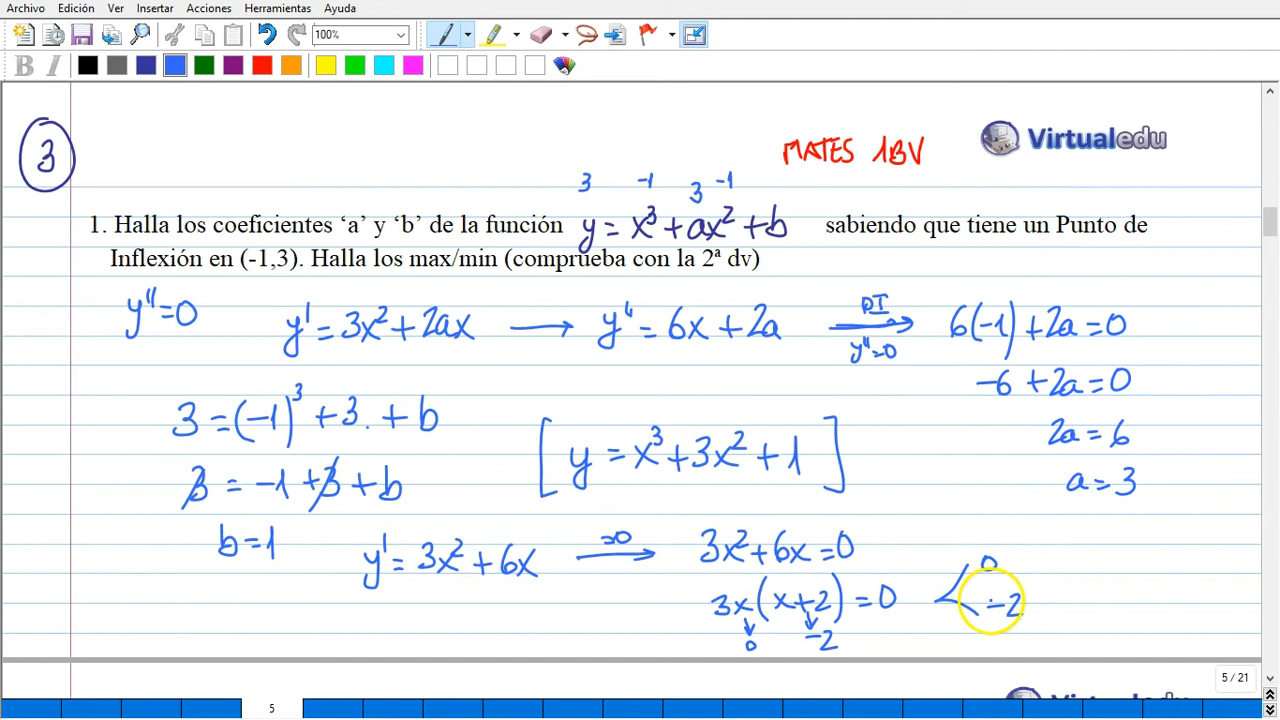 Archivo Edición Ver Insertar Acciones Herramientas Ayuda
100%
B I
3
MATES 1BV
Virtualedu
3 -1 3 -1
1. Halla los coeficientes ‘a’ y ‘b’ de la función y = x³ + ax² + b sabiendo que tiene un Punto de
Inflexión en (-1,3). Halla los max/min (comprueba con la 2ª dv)
y''=0 y' = 3x² + 2ax → y'' = 6x + 2a PI y''=0 → 6(-1) + 2a = 0
-6 + 2a = 0
3 = (-1)³ + 3. + b
2a = 6
[ y = x³ + 3x² + 1 ]
3 = -1 + 3 + b
a = 3
b = 1
y' = 3x² + 6x =0 → 3x² + 6x = 0
3x(x+2) = 0 < 0 -2
0 -2
5 / 21
Virtualedu
5